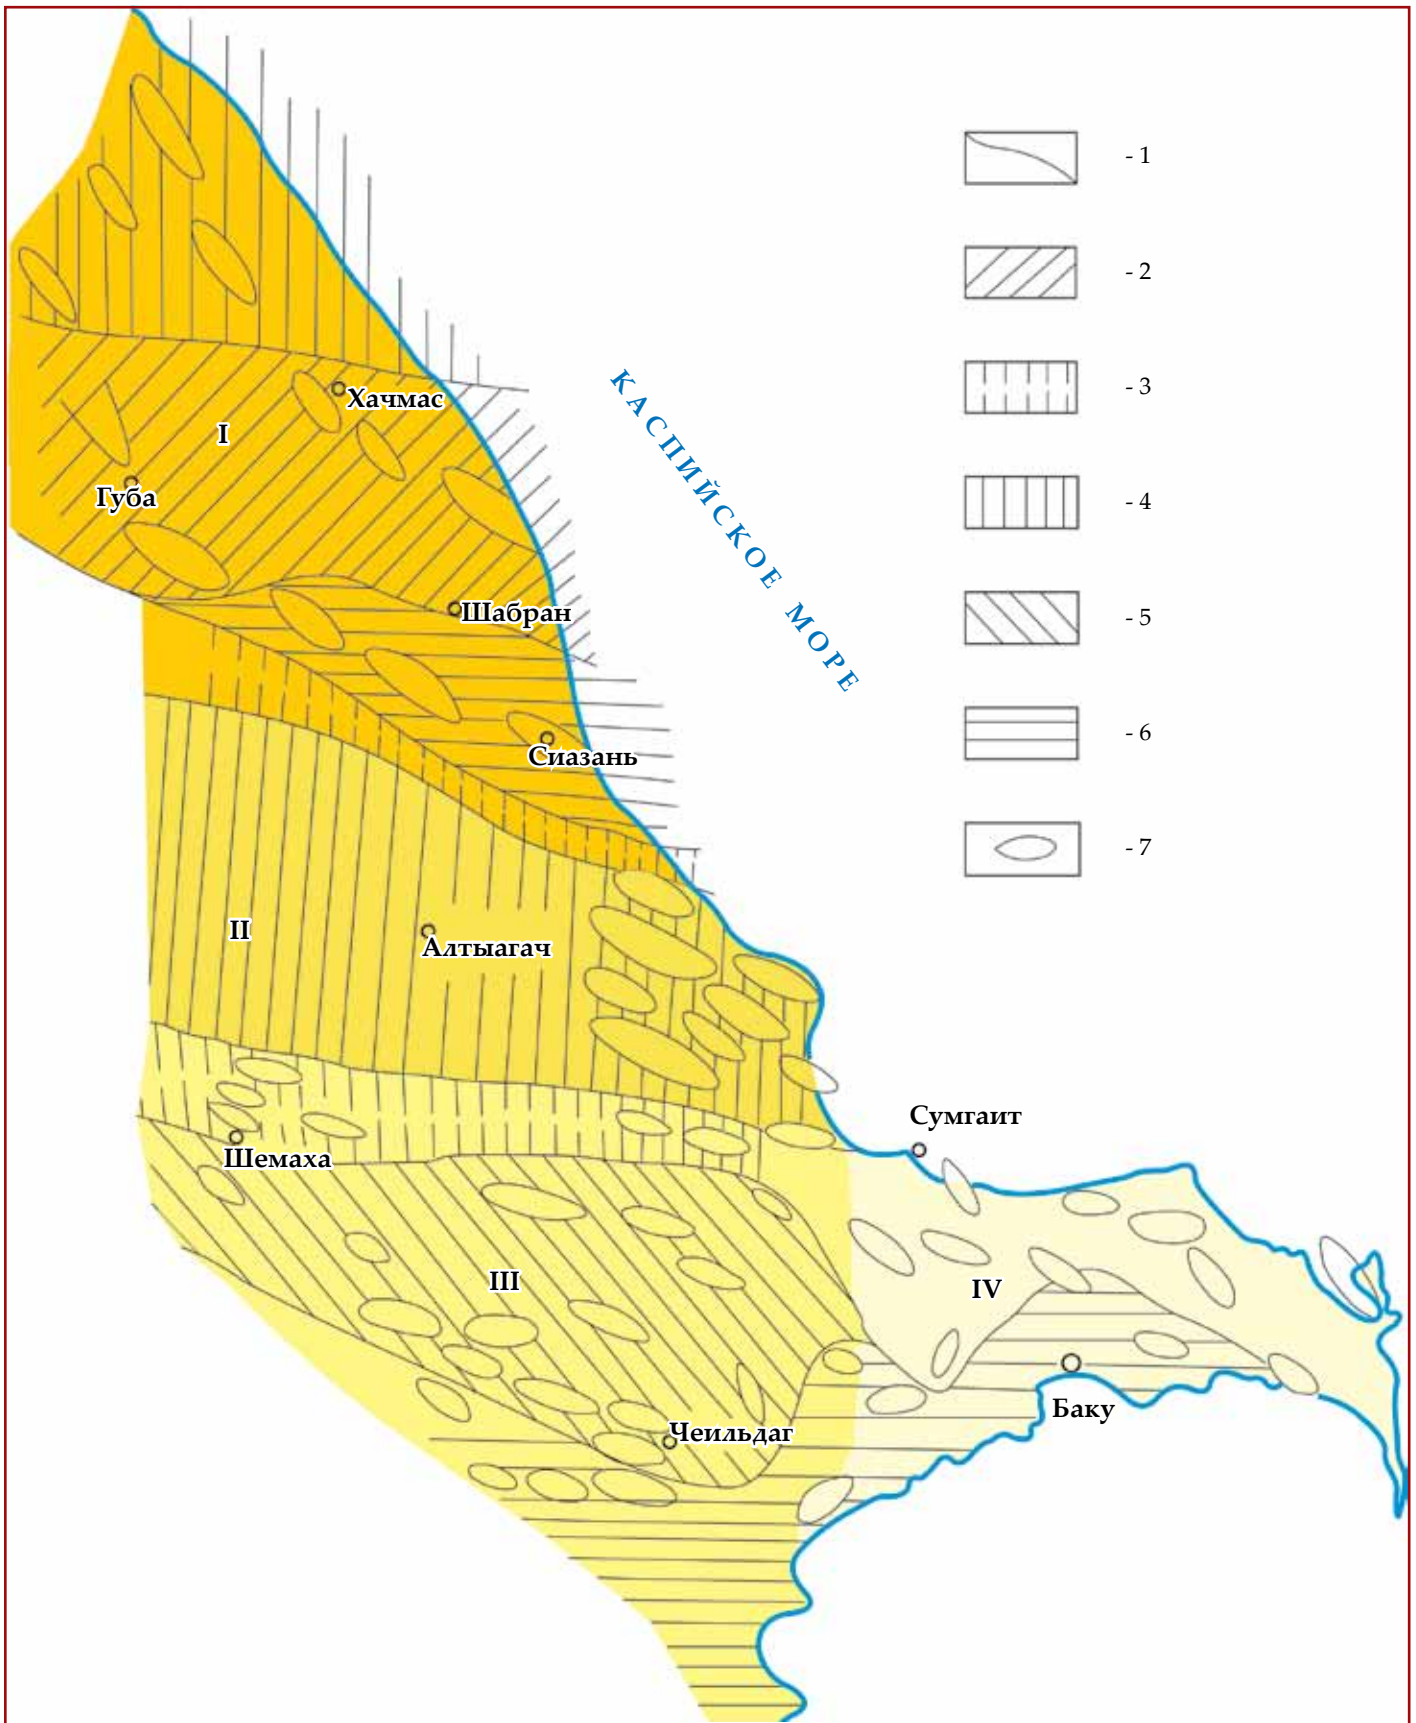 - 1
- 2
- 3
Хачмас
КАСПИЙСКОЕ МОРЕ
I
Губа
- 4
Шабран
- 5
Сиазань
- 6
- 7
II
Алтыагач
Сумгаит
Шемаха
III
IV
Баку
Чеильдаг